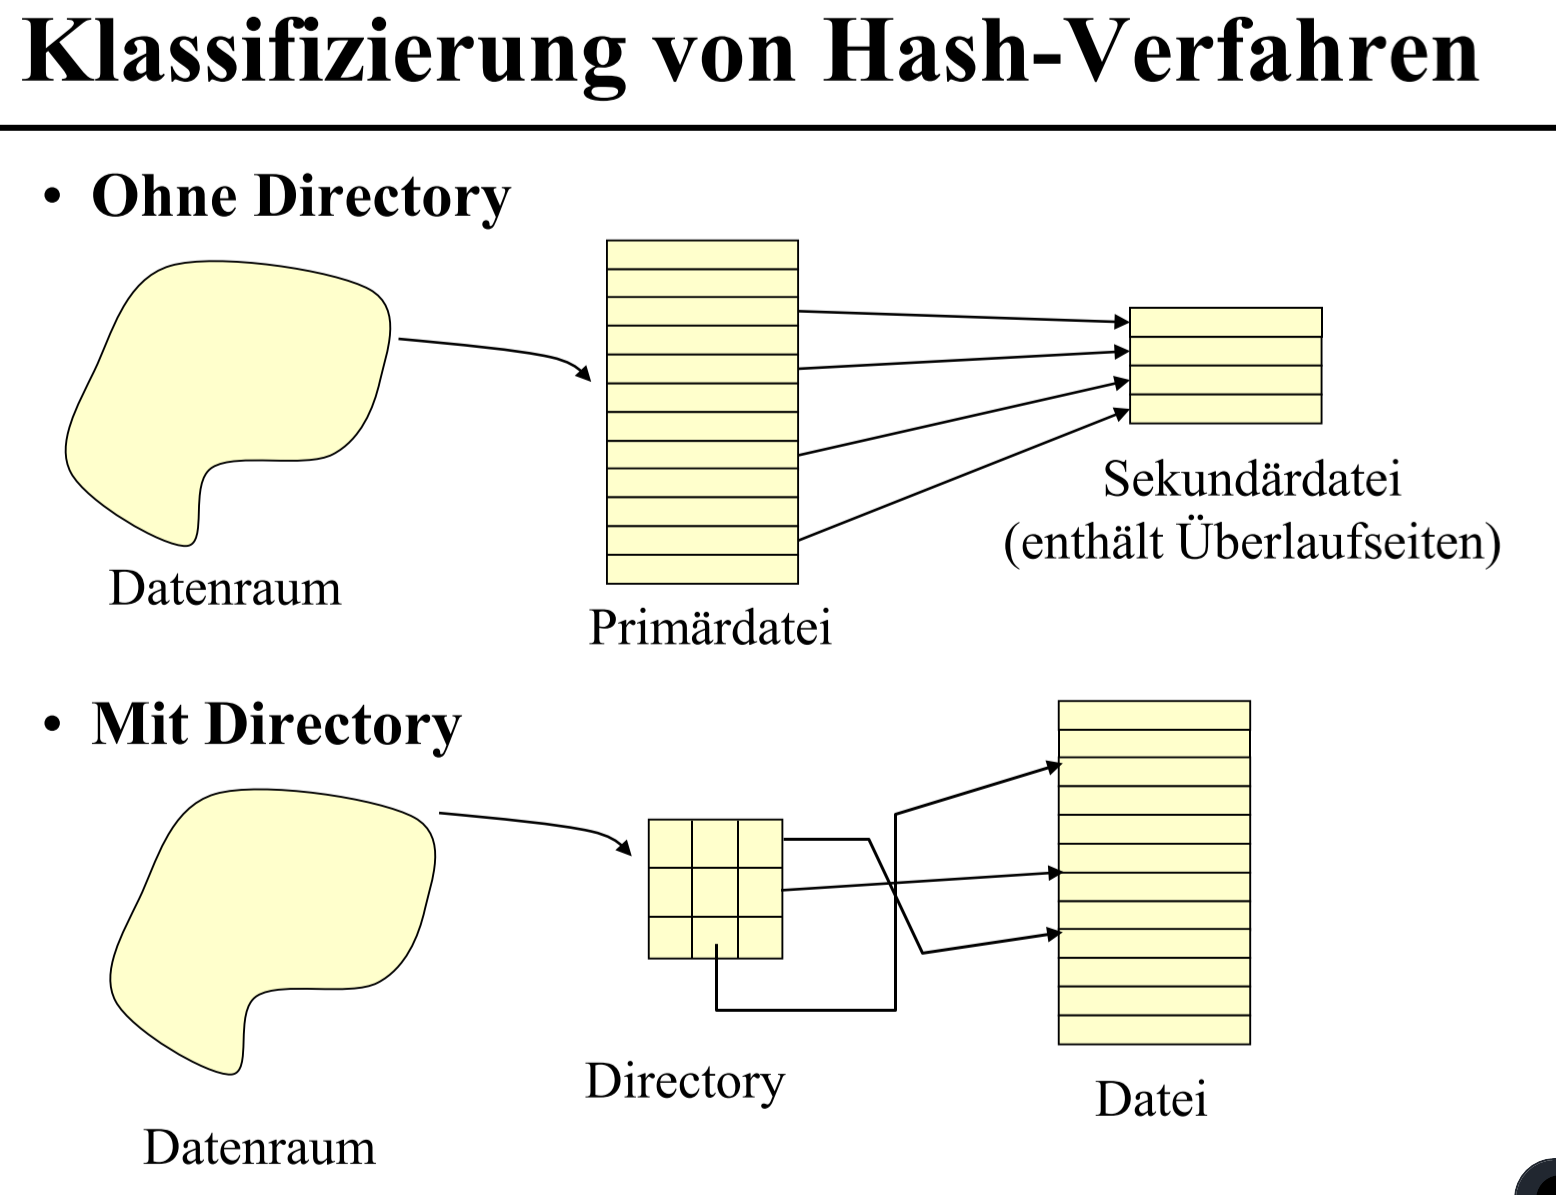 Klassifizierung von Hash-Verfahren
• Ohne Directory
Datenraum
Primärdatei
Sekundärdatei
(enthält Überlaufseiten)
• Mit Directory
Datenraum
Directory
Datei